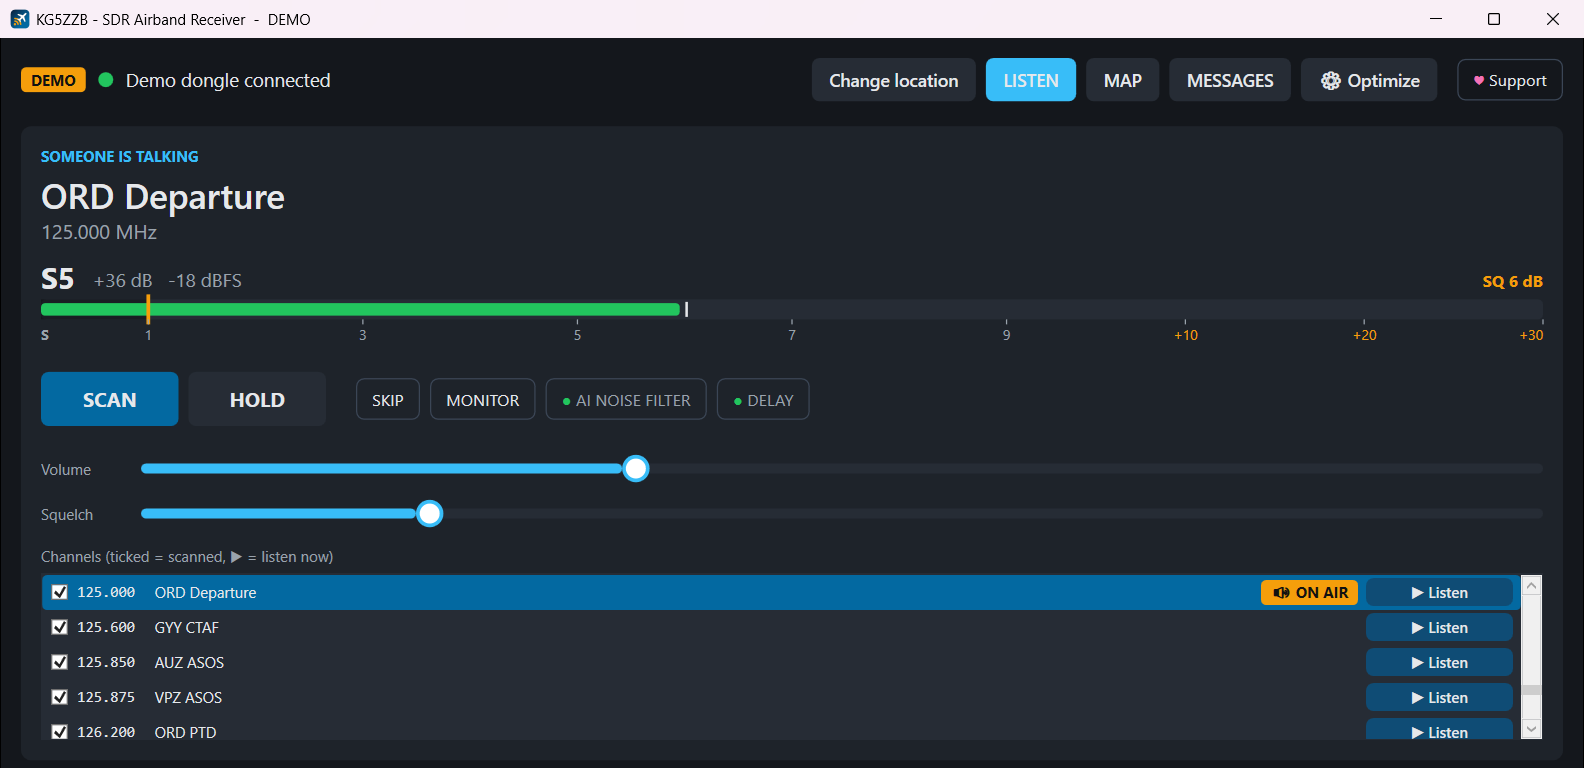 KG5ZZB - SDR Airband Receiver - DEMO
DEMO Demo dongle connected Change location LISTEN MAP MESSAGES Optimize Support
SOMEONE IS TALKING
ORD Departure
125.000 MHz
S5 +36 dB -18 dBFS SQ 6 dB
S 1 3 5 7 9 +10 +20 +30
SCAN HOLD SKIP MONITOR AI NOISE FILTER DELAY
Volume
Squelch
Channels (ticked = scanned, ▶ = listen now)
125.000 ORD Departure ON AIR ▶ Listen
125.600 GYY CTAF ▶ Listen
125.850 AUZ ASOS ▶ Listen
125.875 VPZ ASOS ▶ Listen
126.200 ORD PTD ▶ Listen